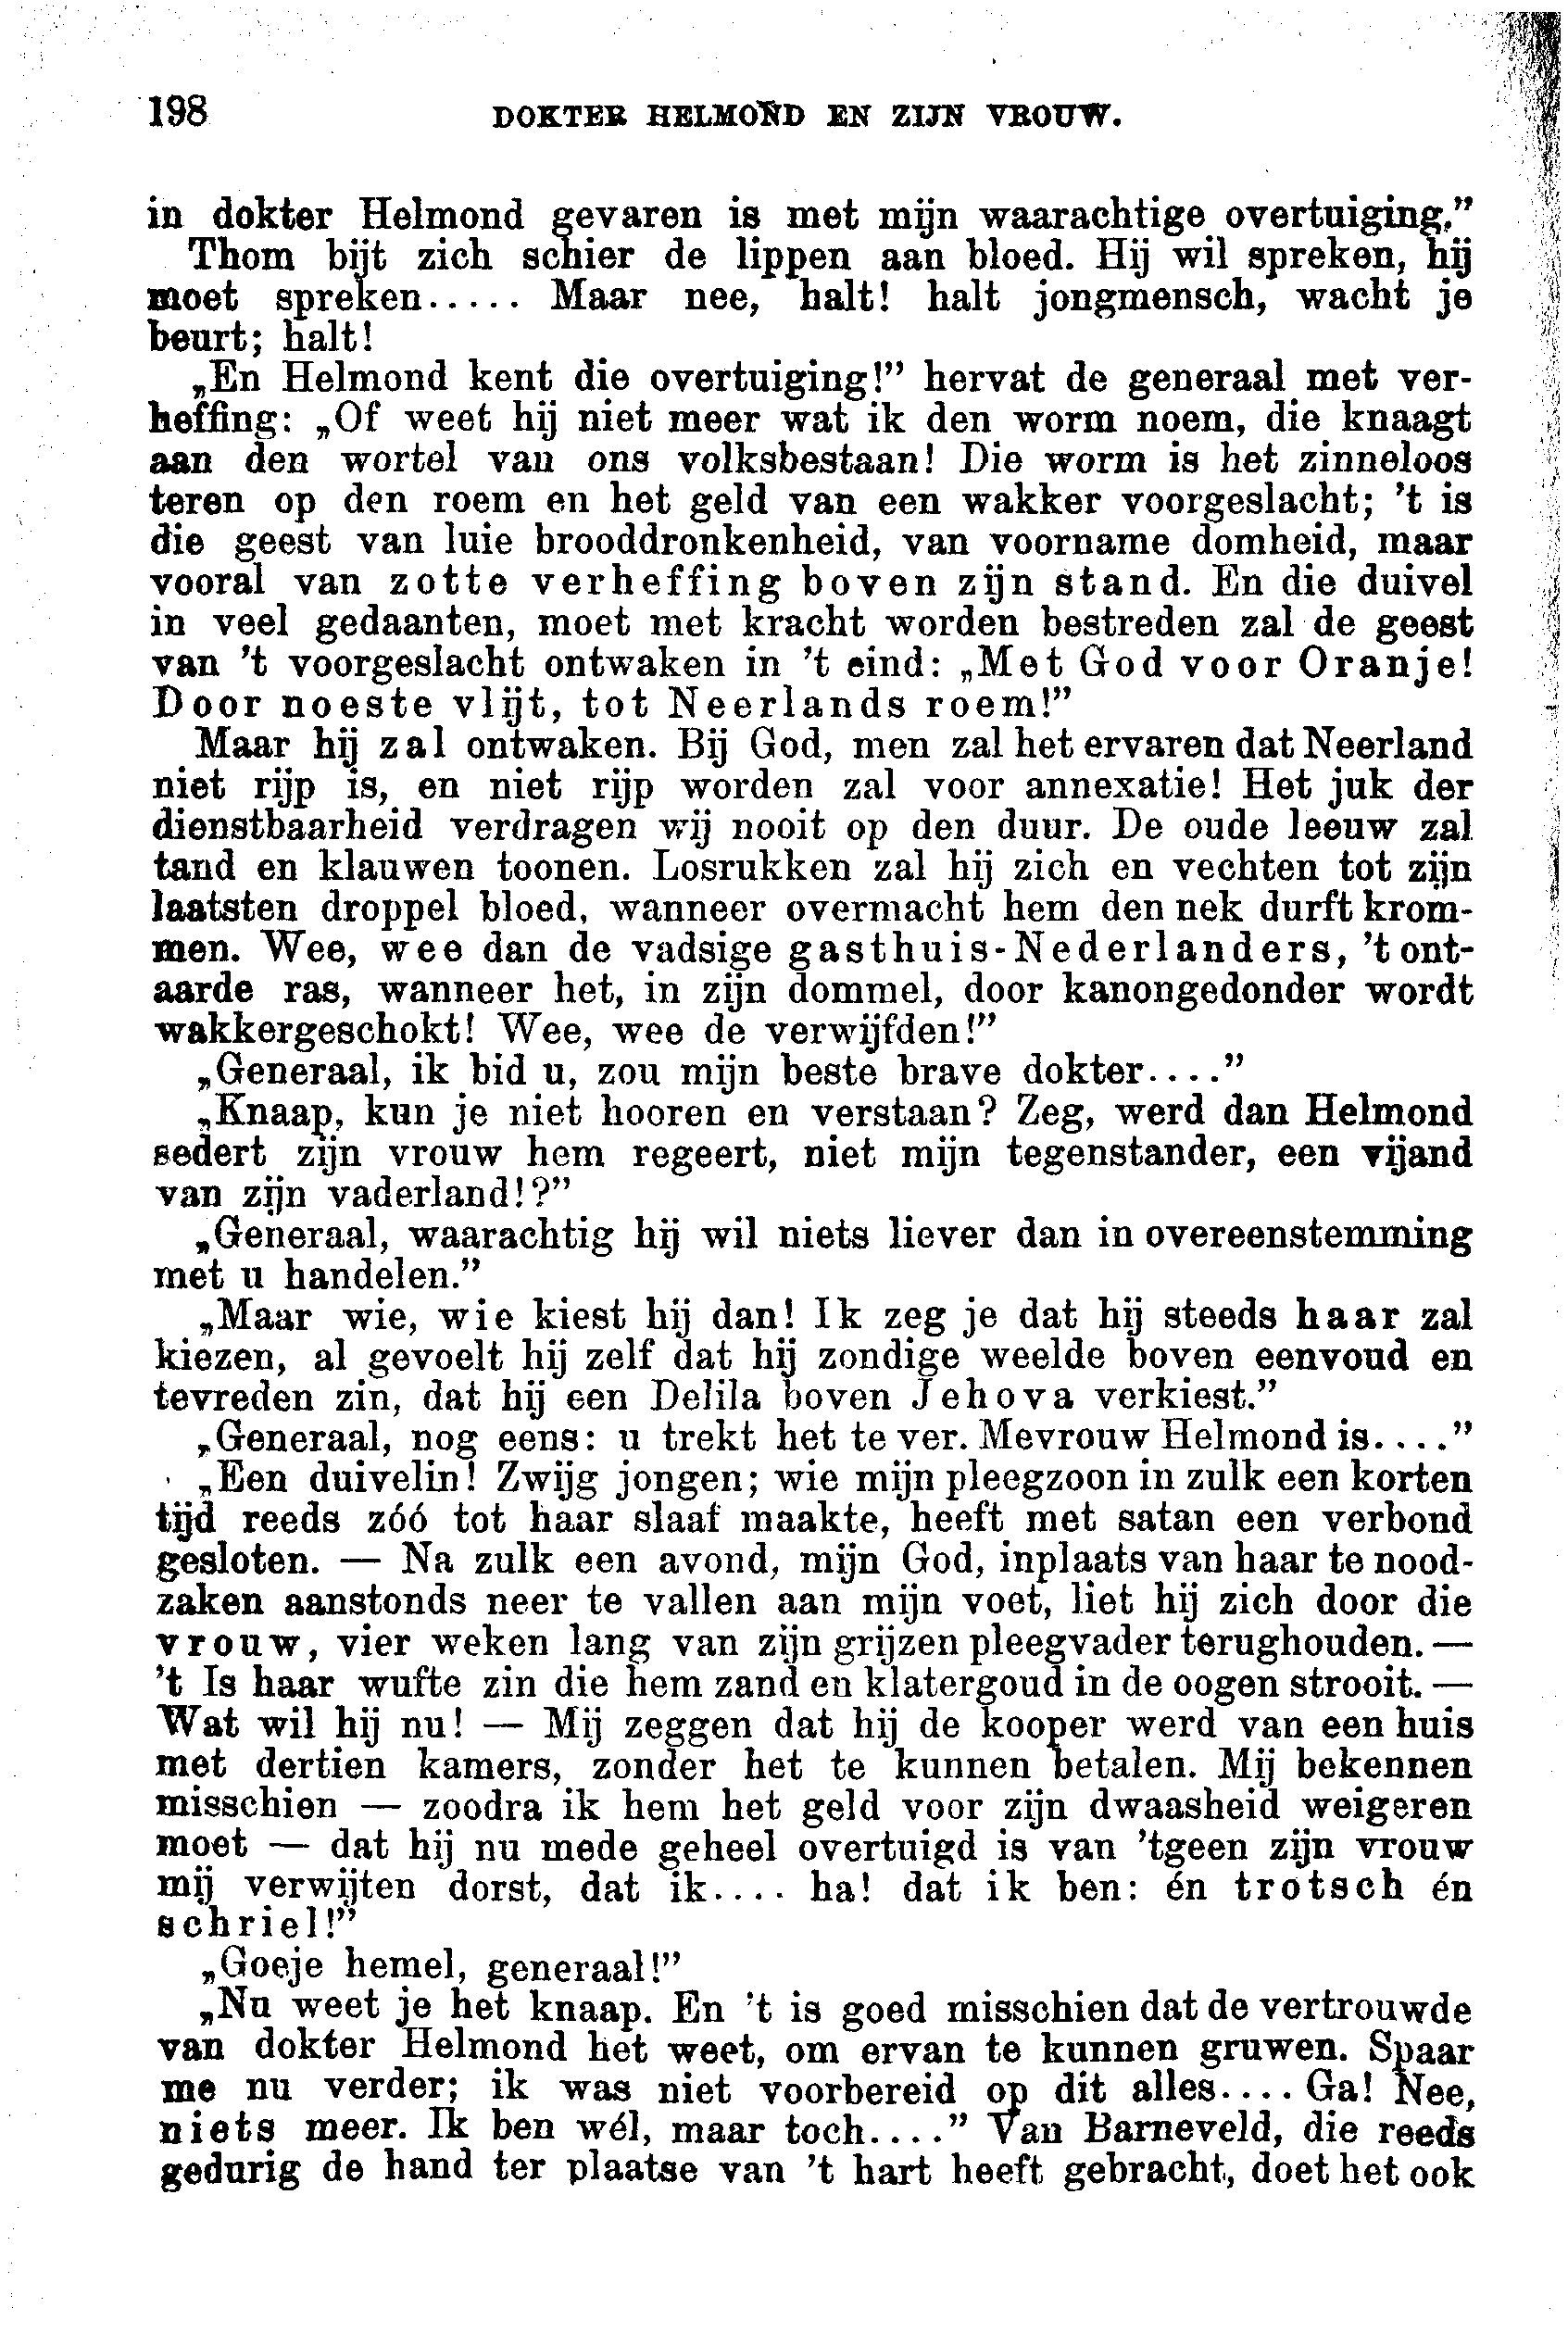 198 DOKTER HELMOND EN ZIJN VROUW.
in dokter Helmond gevaren is met mijn waarachtige overtuiging.”
Thom bijt zich schier de lippen aan bloed. Hij wil spreken, hij
moet spreken..... Maar nee, halt! halt jongmensch, wacht je
beurt; halt!
„En Helmond kent die overtuiging!” hervat de generaal met ver-
heffing: „Of weet hij niet meer wat ik den worm noem, die knaagt
aan den wortel van ons volksbestaan! Die worm is het zinneloos
teren op den roem en het geld van een wakker voorgeslacht; ’t is
die geest van luie brooddronkenheid, van voorname domheid, maar
vooral van zotte verheffing boven zijn stand. En die duivel
in veel gedaanten, moet met kracht worden bestreden zal de geest
van ’t voorgeslacht ontwaken in ’t eind: „Met God voor Oranje!
Door noeste vlijt, tot Neerlands roem!”
Maar hij zal ontwaken. Bij God, men zal het ervaren dat Neerland
niet rijp is, en niet rijp worden zal voor annexatie! Het juk der
dienstbaarheid verdragen wij nooit op den duur. De oude leeuw zal
tand en klauwen toonen. Losrukken zal hij zich en vechten tot zijn
laatsten droppel bloed, wanneer overmacht hem den nek durft krom-
men. Wee, wee dan de vadsige gasthuis-Nederlanders, ’t ont-
aarde ras, wanneer het, in zijn dommel, door kanongedonder wordt
wakkergeschokt! Wee, wee de verwijfden!”
„Generaal, ik bid u, zou mijn beste brave dokter....”
„Knaap, kun je niet hooren en verstaan? Zeg, werd dan Helmond
sedert zijn vrouw hem regeert, niet mijn tegenstander, een vijand
van zijn vaderland!?”
„Generaal, waarachtig hij wil niets liever dan in overeenstemming
met u handelen.”
„Maar wie, wie kiest hij dan! Ik zeg je dat hij steeds haar zal
kiezen, al gevoelt hij zelf dat hij zondige weelde boven eenvoud en
tevreden zin, dat hij een Delila boven Jehova verkiest.”
„Generaal, nog eens: u trekt het te ver. Mevrouw Helmond is....”
„Een duivelin! Zwijg jongen; wie mijn pleegzoon in zulk een korten
tijd reeds zóó tot haar slaaf maakte, heeft met satan een verbond
gesloten. — Na zulk een avond, mijn God, inplaats van haar te nood-
zaken aanstonds neer te vallen aan mijn voet, liet hij zich door die
vrouw, vier weken lang van zijn grijzen pleegvader terughouden. —
’t Is haar wufte zin die hem zand en klatergoud in de oogen strooit. —
Wat wil hij nu! — Mij zeggen dat hij de kooper werd van een huis
met dertien kamers, zonder het te kunnen betalen. Mij bekennen
misschien — zoodra ik hem het geld voor zijn dwaasheid weigeren
moet — dat hij nu mede geheel overtuigd is van ’tgeen zijn vrouw
mij verwijten dorst, dat ik.... ha! dat ik ben: én trotsch én
schriel!”
„Goeje hemel, generaal!”
„Nu weet je het knaap. En ’t is goed misschien dat de vertrouwde
van dokter Helmond het weet, om ervan te kunnen gruwen. Spaar
me nu verder; ik was niet voorbereid op dit alles.... Ga! Nee,
niets meer. Ik ben wél, maar toch....” Van Barneveld, die reeds
gedurig de hand ter plaatse van ’t hart heeft gebracht, doet het ook